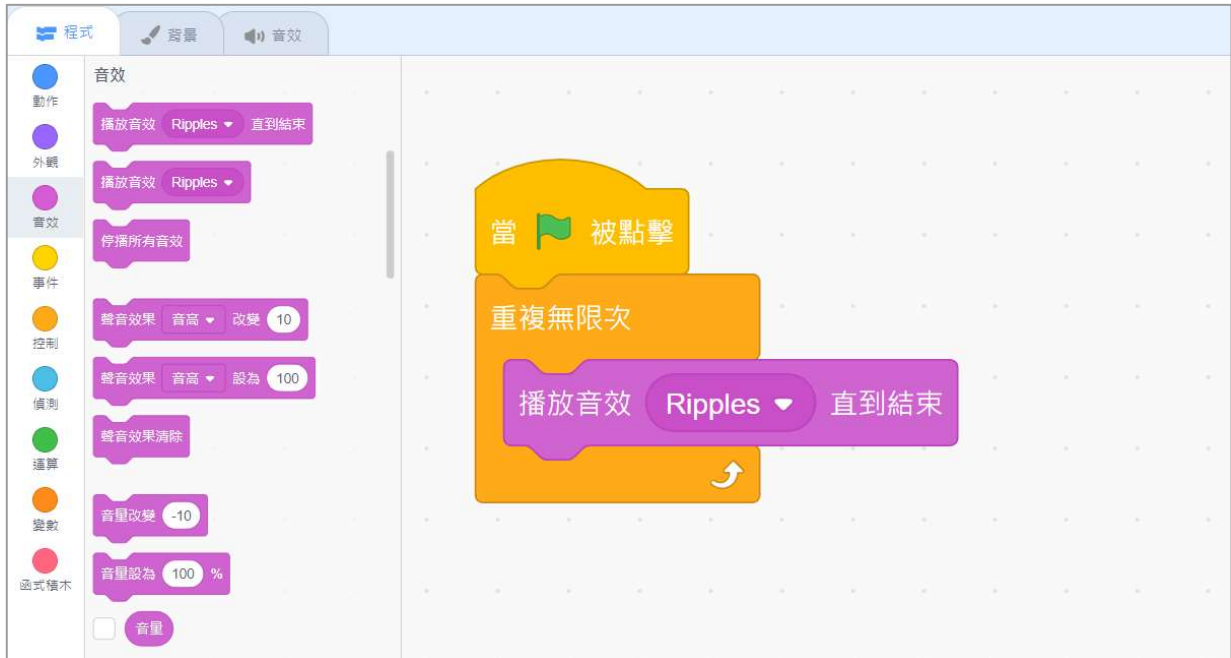 程式
背景
音效
動作
外觀
音效
事件
控制
偵測
運算
變數
函式積木
音效
播放音效 Ripples 直到結束
播放音效 Ripples
停播所有音效
聲音效果 音高 改變 10
聲音效果 音高 設為 100
聲音效果清除
音量改變 -10
音量設為 100 %
音量
當 被點擊
重複無限次
播放音效 Ripples 直到結束